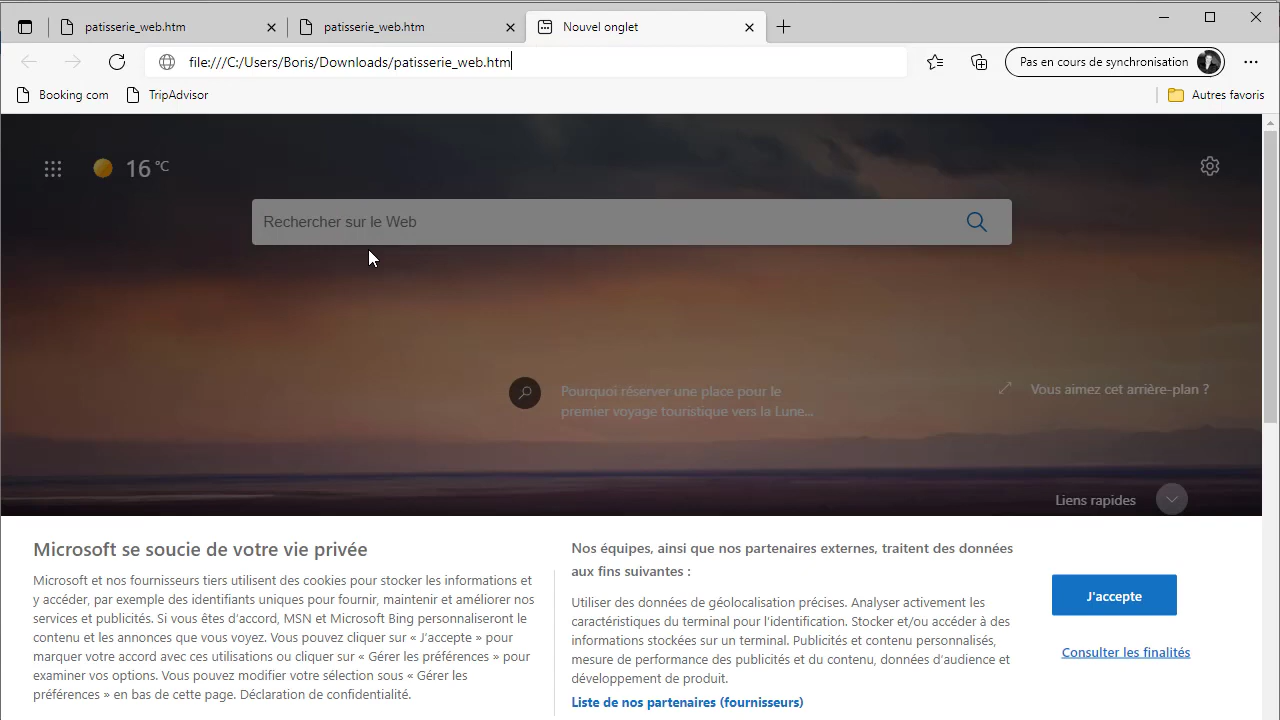 patisserie_web.htm
patisserie_web.htm
Nouvel onglet
file:///C:/Users/Boris/Downloads/patisserie_web.htm
Pas en cours de synchronisation
Booking com
TripAdvisor
Autres favoris
16 °C
Rechercher sur le Web
Pourquoi réserver une place pour le
premier voyage touristique vers la Lune...
Vous aimez cet arrière-plan ?
Liens rapides
Microsoft se soucie de votre vie privée
Microsoft et nos fournisseurs tiers utilisent des cookies pour stocker les informations et
y accéder, par exemple des identifiants uniques pour fournir, maintenir et améliorer nos
services et publicités. Si vous êtes d'accord, MSN et Microsoft Bing personnaliseront le
contenu et les annonces que vous voyez. Vous pouvez cliquer sur « J'accepte » pour
marquer votre accord avec ces utilisations ou cliquer sur « Gérer les préférences » pour
examiner vos options. Vous pouvez modifier votre sélection sous « Gérer les
préférences » en bas de cette page. Déclaration de confidentialité.
Nos équipes, ainsi que nos partenaires externes, traitent des données
aux fins suivantes :
Utiliser des données de géolocalisation précises. Analyser activement les
caractéristiques du terminal pour l'identification. Stocker et/ou accéder à des
informations stockées sur un terminal. Publicités et contenu personnalisés,
mesure de performance des publicités et du contenu, données d'audience et
développement de produit.
Liste de nos partenaires (fournisseurs)
J'accepte
Consulter les finalités